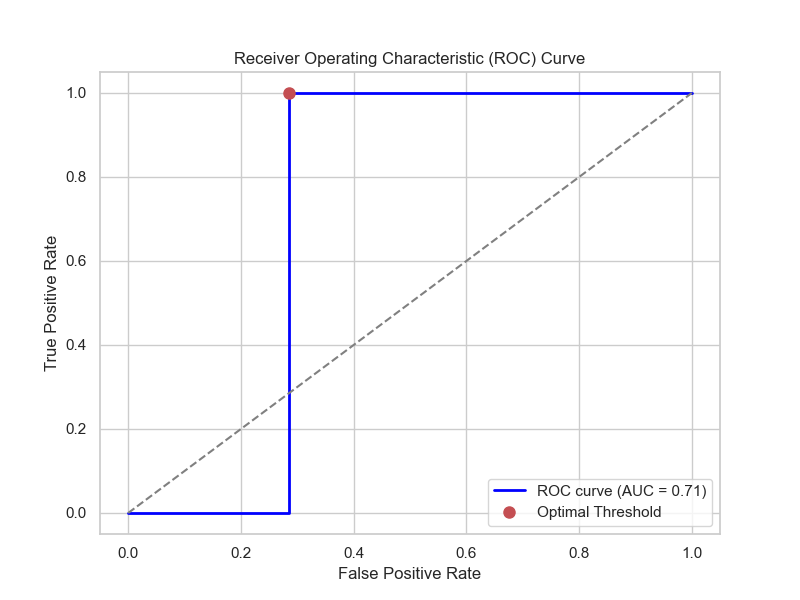 Receiver Operating Characteristic (ROC) Curve
True Positive Rate
1.0
0.8
0.6
0.4
0.2
0.0
0.0 0.2 0.4 0.6 0.8 1.0
False Positive Rate
ROC curve (AUC = 0.71)
Optimal Threshold